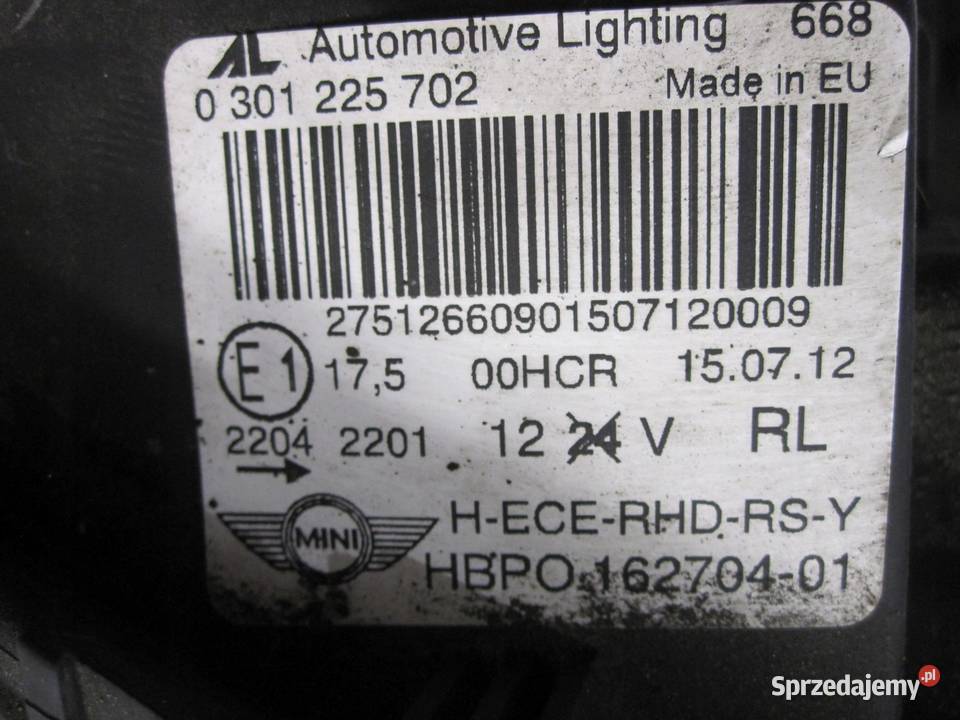 AL Automotive Lighting 668
0 301 225 702 Made in EU
27512660901507120009
E1 17,5 00HCR 15.07.12
2204 2201 12 24 V RL
MINI H-ECE-RHD-RS-Y
HBPO 162704-01
Sprzedajemy.pl